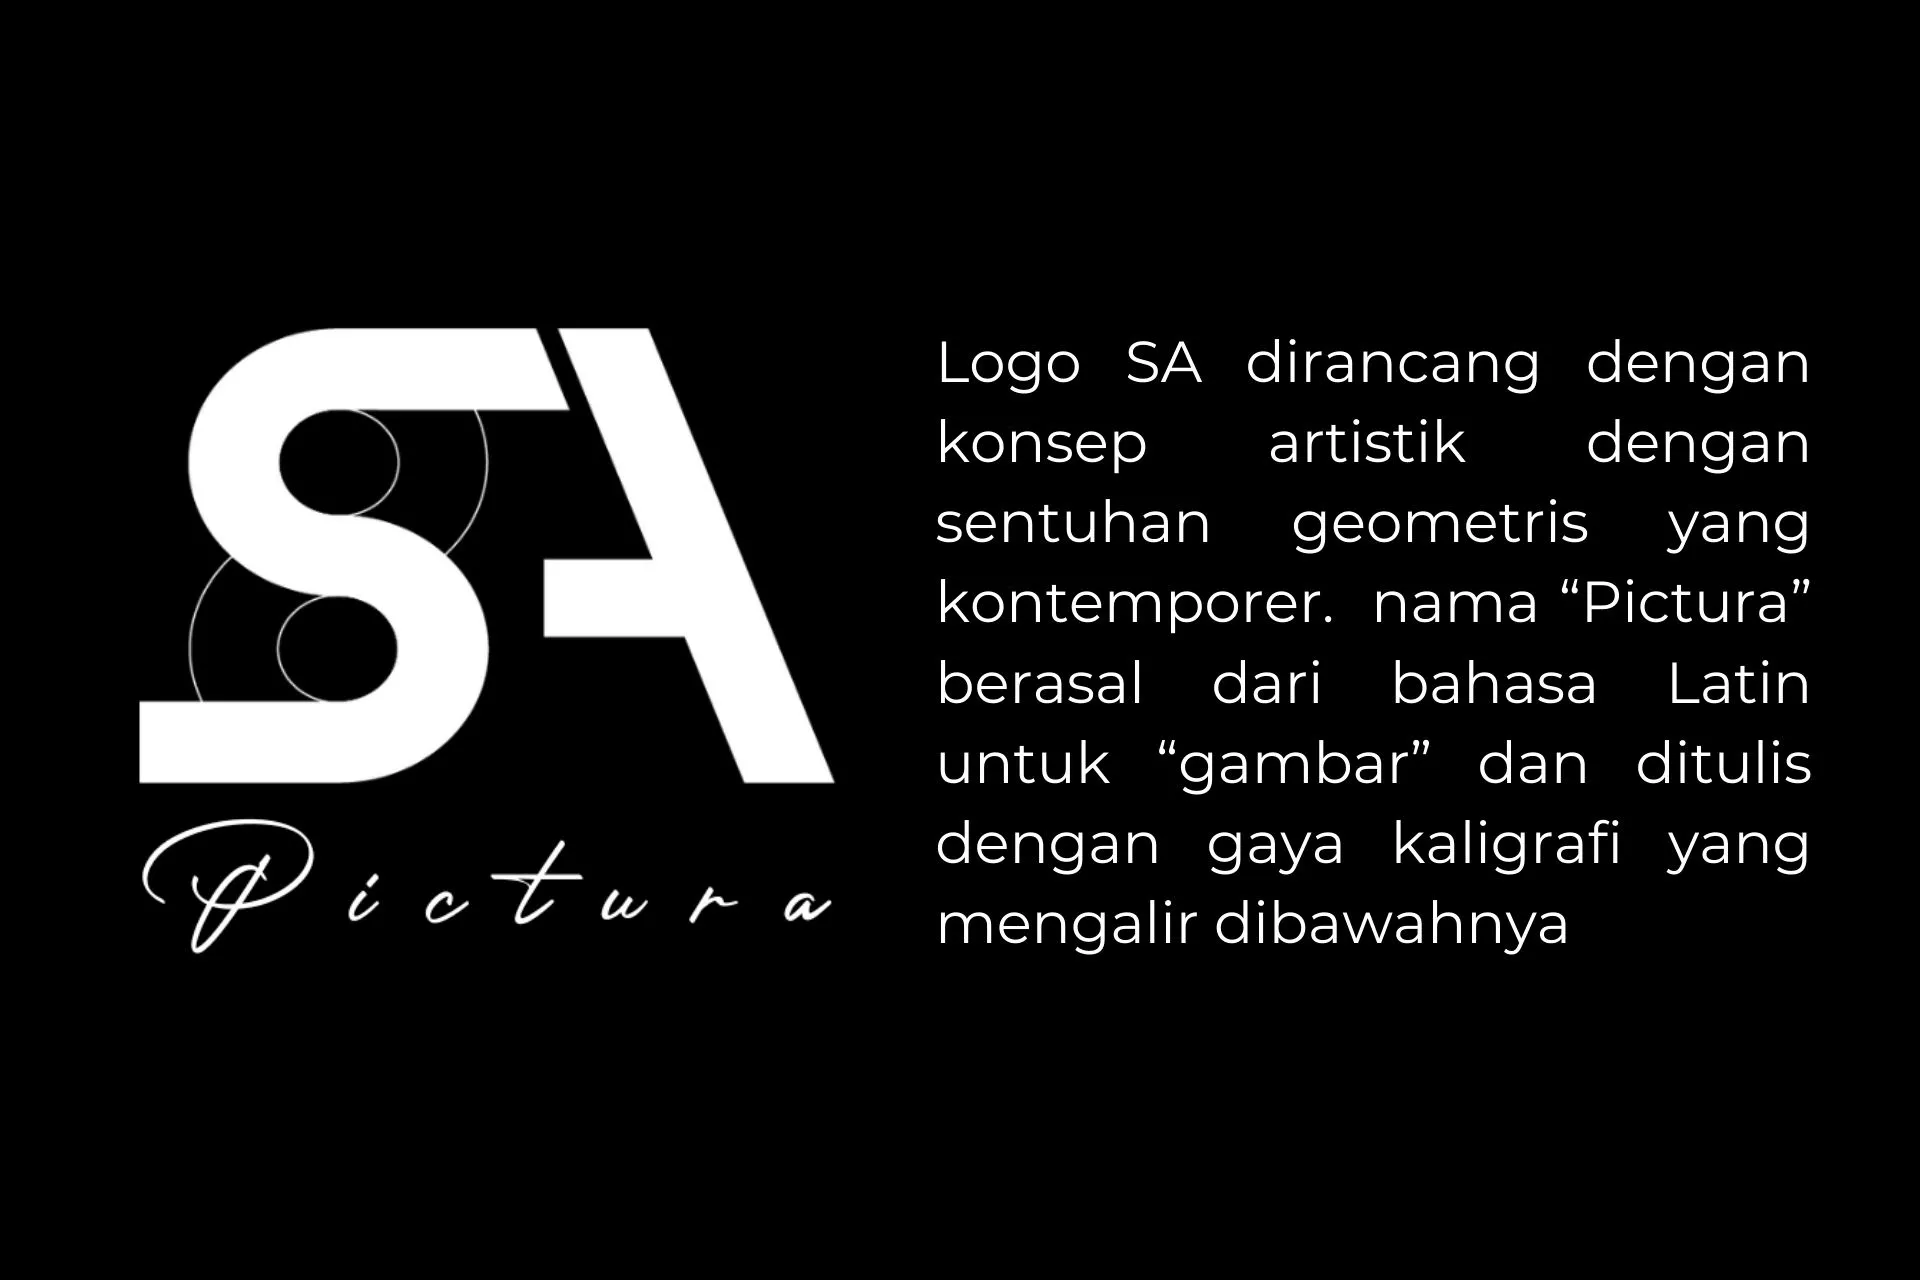 SA
Pictura
Logo SA dirancang dengan
konsep artistik dengan
sentuhan geometris yang
kontemporer. nama “Pictura”
berasal dari bahasa Latin
untuk “gambar” dan ditulis
dengan gaya kaligrafi yang
mengalir dibawahnya